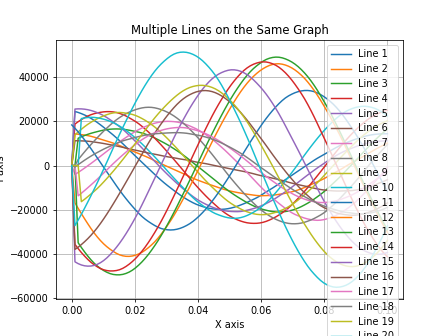 Multiple Lines on the Same Graph
40000
20000
0
−20000
−40000
−60000
0.00
0.02
0.04
0.06
0.08
X axis
Line 1
Line 2
Line 3
Line 4
Line 5
Line 6
Line 7
Line 8
Line 9
Line 10
Line 11
Line 12
Line 13
Line 14
Line 15
Line 16
Line 17
Line 18
Line 19